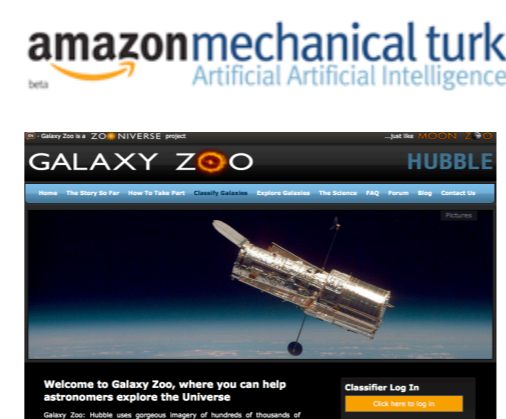 amazonmechanical turk
beta
Artificial Artificial Intelligence
EN - Galaxy Zoo is a ZOONIVERSE project
...just like MOON ZOO
GALAXY ZOO
HUBBLE
Home The Story So Far How To Take Part Classify Galaxies Explore Galaxies The Science FAQ Forum Blog Contact Us
Pictures
Welcome to Galaxy Zoo, where you can help
astronomers explore the Universe
Galaxy Zoo: Hubble uses gorgeous imagery of hundreds of thousands of
Classifier Log In
Click here to log in